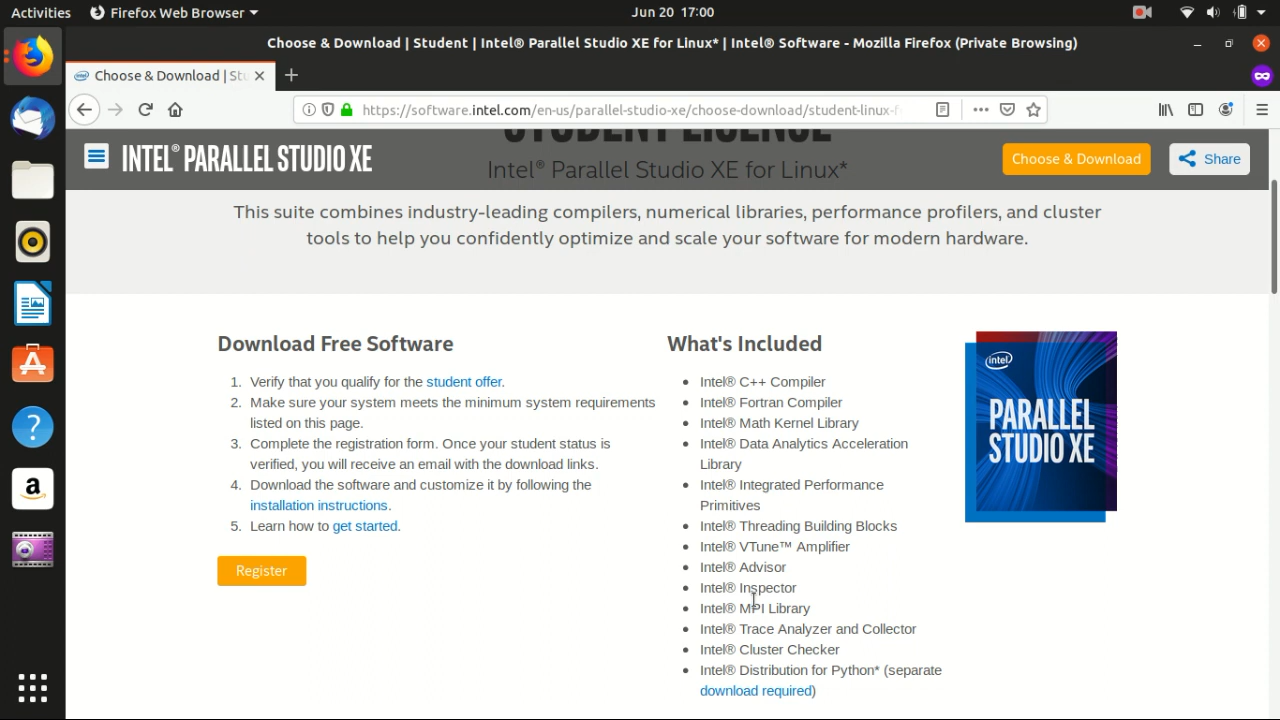 Activities
Firefox Web Browser
Jun 20 17:00
Choose & Download | Student | Intel® Parallel Studio XE for Linux* | Intel® Software - Mozilla Firefox (Private Browsing)
Choose & Download | Stu
https://software.intel.com/en-us/parallel-studio-xe/choose-download/student-linux-f
STUDENT LICENSE
INTEL® PARALLEL STUDIO XE
Intel® Parallel Studio XE for Linux*
Choose & Download
Share
This suite combines industry-leading compilers, numerical libraries, performance profilers, and cluster
tools to help you confidently optimize and scale your software for modern hardware.
Download Free Software
1. Verify that you qualify for the student offer.
2. Make sure your system meets the minimum system requirements
listed on this page.
3. Complete the registration form. Once your student status is
verified, you will receive an email with the download links.
4. Download the software and customize it by following the
installation instructions.
5. Learn how to get started.
Register
What's Included
Intel® C++ Compiler
Intel® Fortran Compiler
Intel® Math Kernel Library
Intel® Data Analytics Acceleration
Library
Intel® Integrated Performance
Primitives
Intel® Threading Building Blocks
Intel® VTune™ Amplifier
Intel® Advisor
Intel® Inspector
Intel® MPI Library
Intel® Trace Analyzer and Collector
Intel® Cluster Checker
Intel® Distribution for Python* (separate
download required)
intel
PARALLEL
STUDIO XE